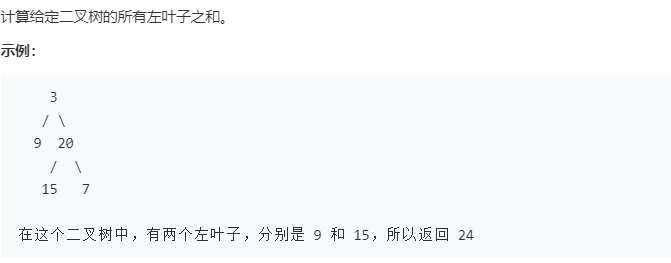 计算给定二叉树的所有左叶子之和。
示例：
3
/ \
9  20
/  \
15   7
在这个二叉树中，有两个左叶子，分别是 9 和 15，所以返回 24